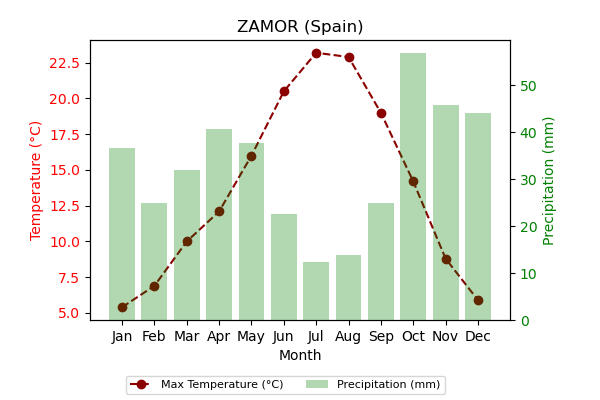 ZAMOR (Spain)
Temperature (°C)
22.5
20.0
17.5
15.0
12.5
10.0
7.5
5.0
50
40
30
20
10
0
Precipitation (mm)
Jan Feb Mar Apr May Jun Jul Aug Sep Oct Nov Dec
Month
Max Temperature (°C) Precipitation (mm)